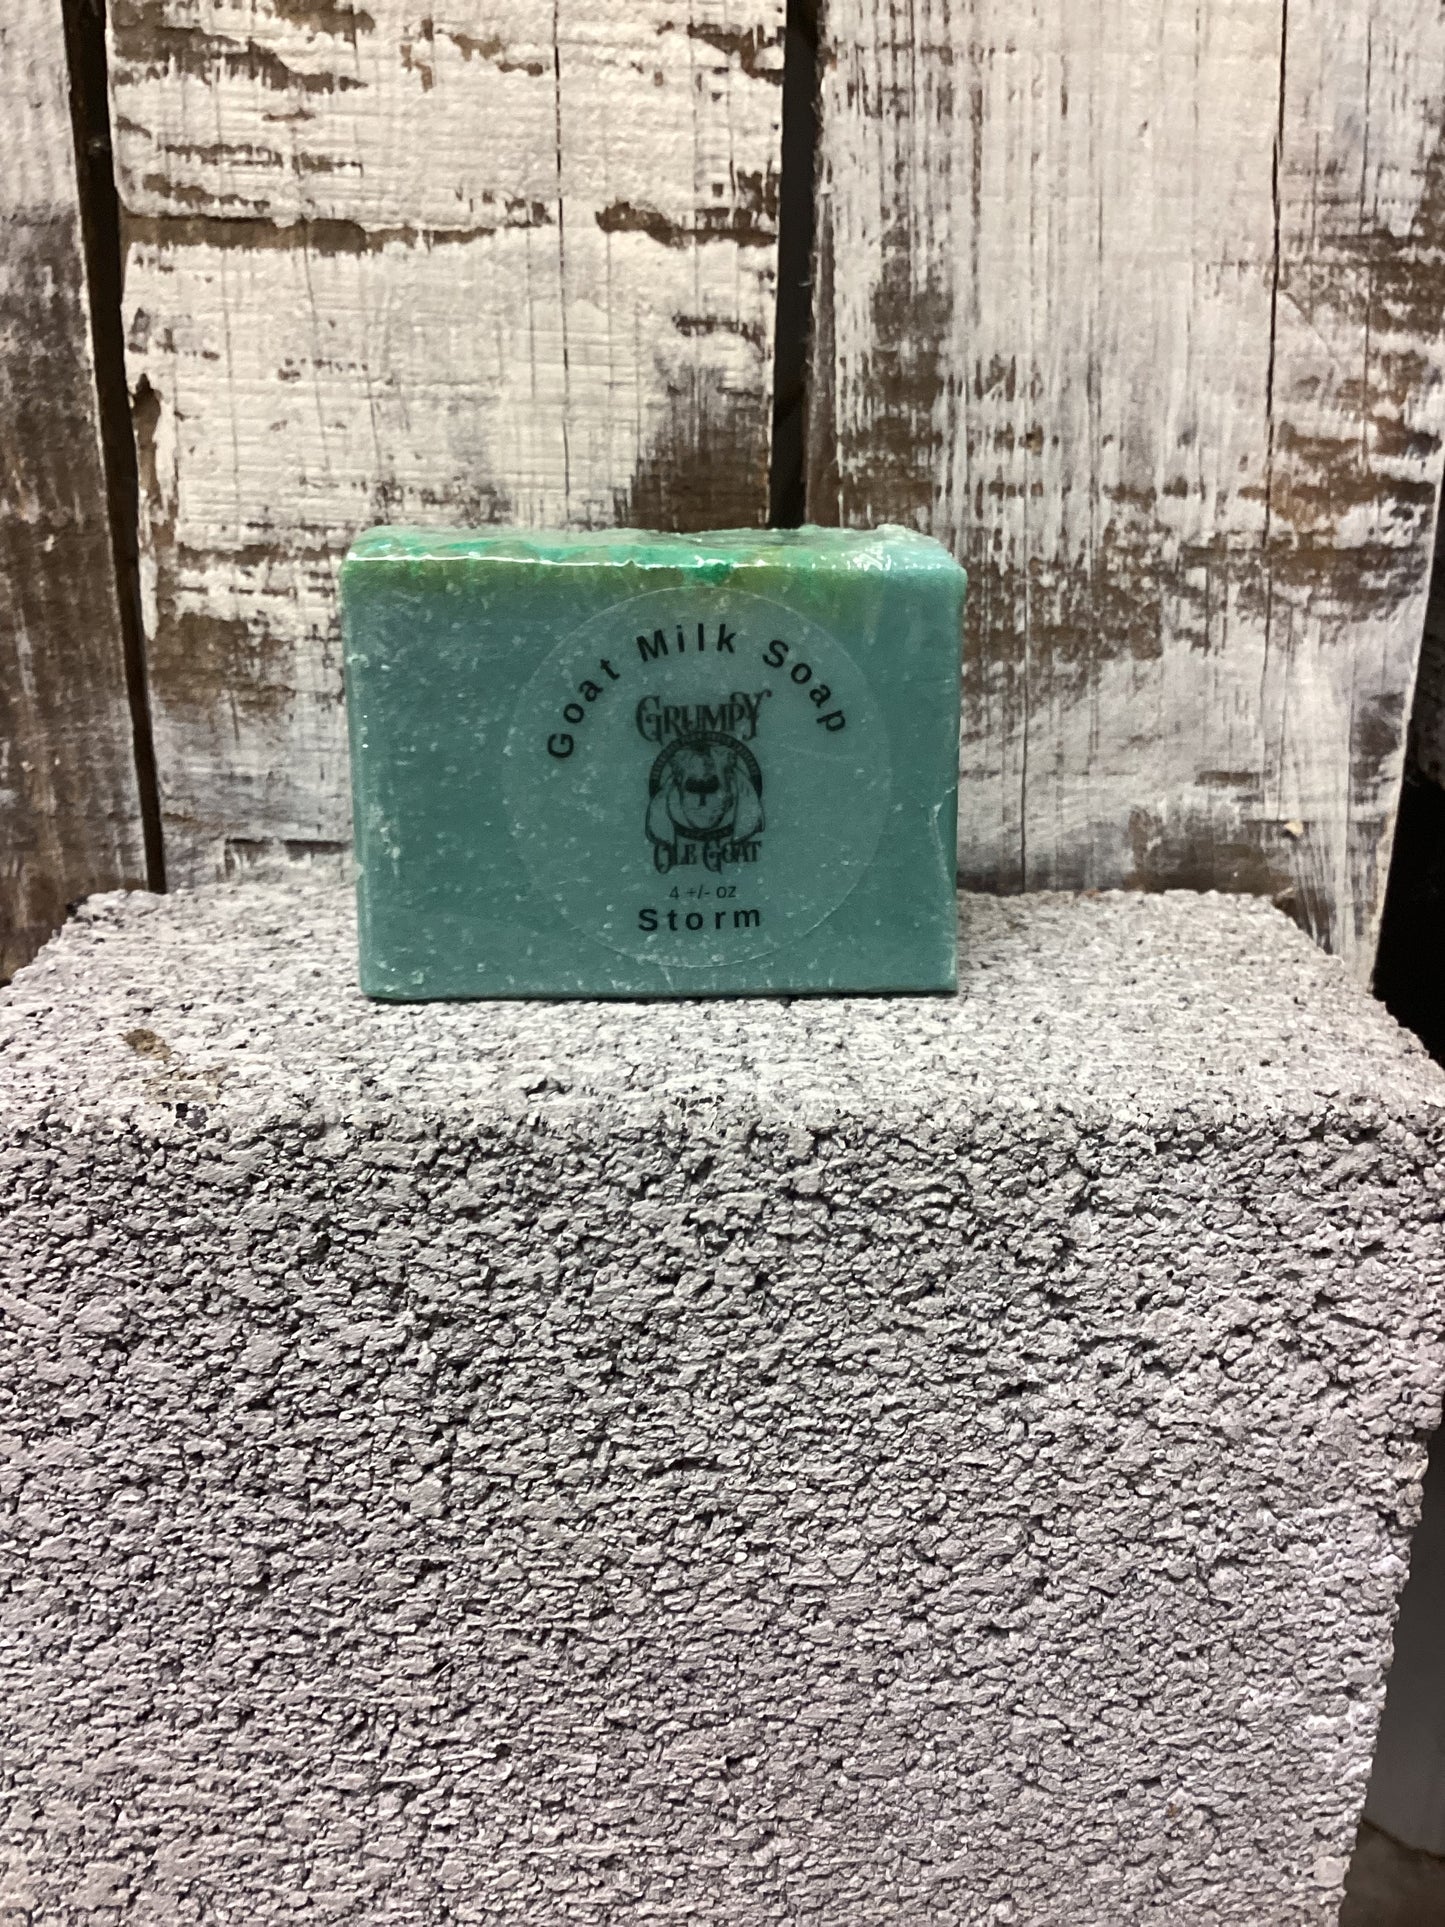 Goat Milk Soap
GRUMPY
OLE GOAT
4 +/- oz
Storm